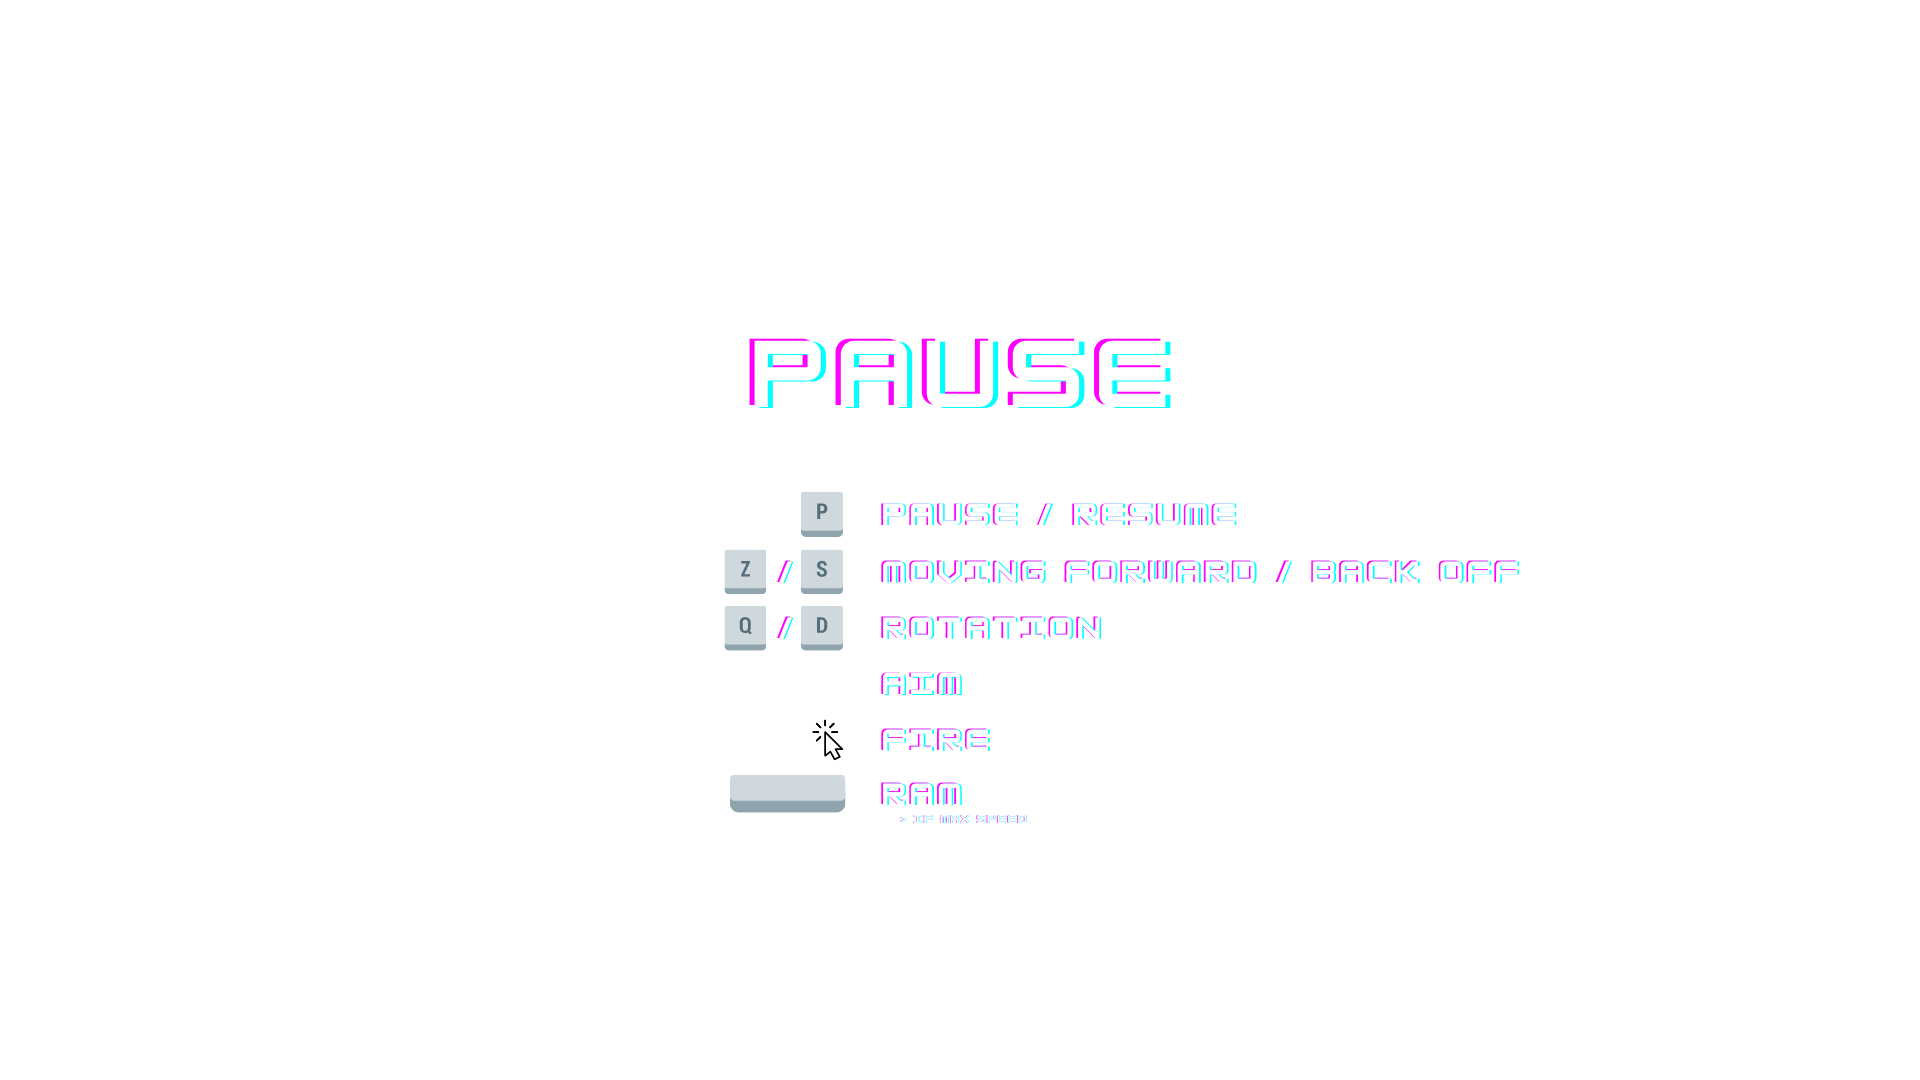 PAUSE
P PAUSE / RESUME
Z / S MOVING FORWARD / BACK OFF
Q / D ROTATION
AIM
FIRE
RAM
> IF MAX SPEED